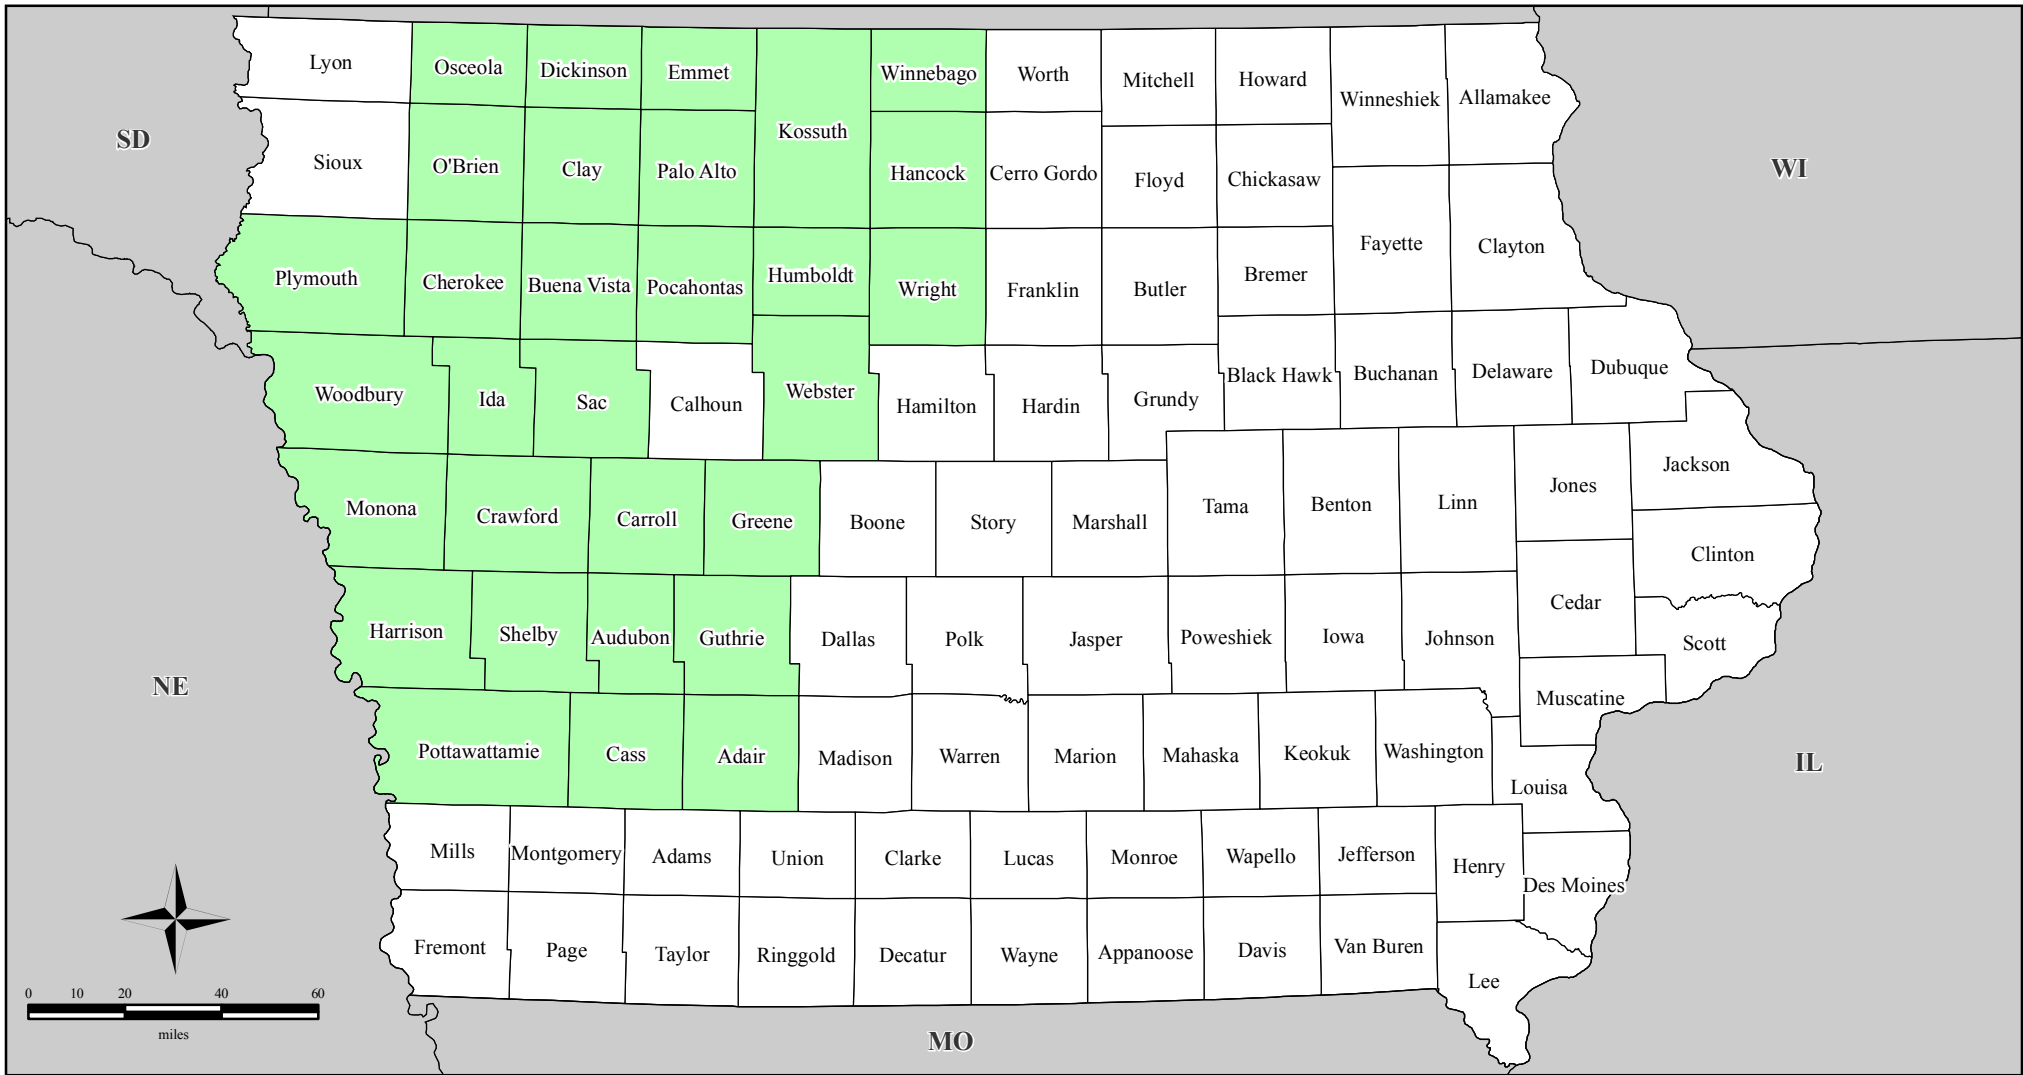 Lyon
Osceola
Dickinson
Emmet
Kossuth
Winnebago
Worth
Mitchell
Howard
Winneshiek
Allamakee
SD
Sioux
O'Brien
Clay
Palo Alto
Hancock
Cerro Gordo
Floyd
Chickasaw
WI
Plymouth
Cherokee
Buena Vista
Pocahontas
Humboldt
Wright
Franklin
Butler
Bremer
Fayette
Clayton
Woodbury
Ida
Sac
Calhoun
Webster
Hamilton
Hardin
Grundy
Black Hawk
Buchanan
Delaware
Dubuque
Monona
Crawford
Carroll
Greene
Boone
Story
Marshall
Tama
Benton
Linn
Jones
Jackson
Clinton
Harrison
Shelby
Audubon
Guthrie
Dallas
Polk
Jasper
Poweshiek
Iowa
Johnson
Cedar
Scott
NE
Muscatine
Pottawattamie
Cass
Adair
Madison
Warren
Marion
Mahaska
Keokuk
Washington
Louisa
IL
Mills
Montgomery
Adams
Union
Clarke
Lucas
Monroe
Wapello
Jefferson
Henry
Des Moines
Fremont
Page
Taylor
Ringgold
Decatur
Wayne
Appanoose
Davis
Van Buren
Lee
0 10 20 40 60
miles
MO